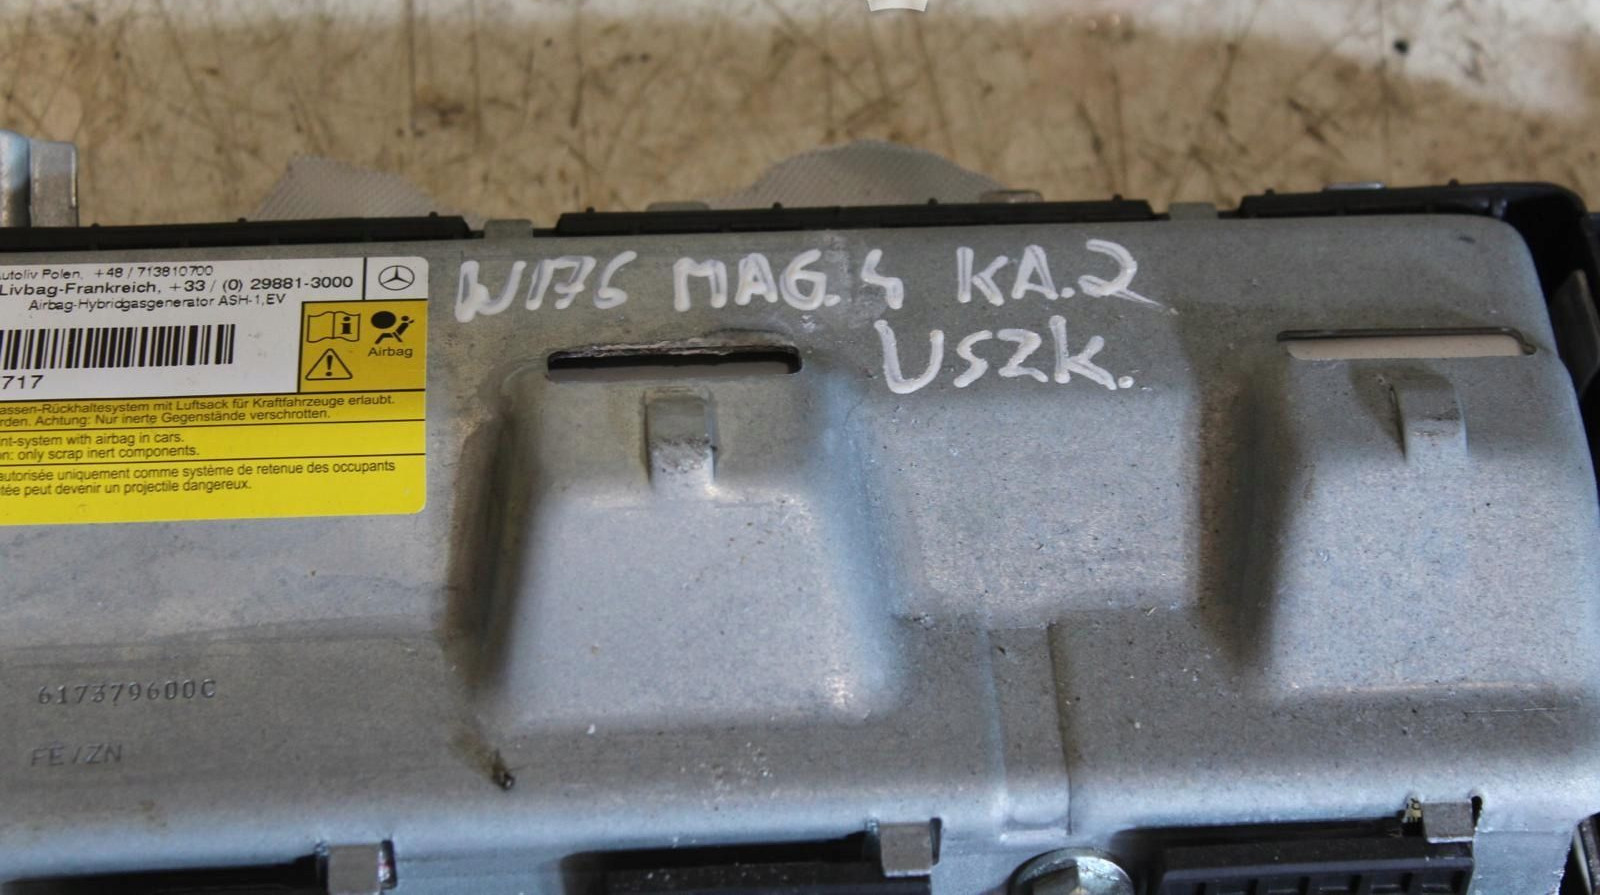 Autoliv Polen, +48/713810700
Livbag-Frankreich, +33/(0) 29881-3000
Airbag-Hybridgasgenerator ASH-1,EV
Airbag
717
assen-Rückhaltesystem mit Luftsack für Kraftfahrzeuge erlaubt.
rden. Achtung: Nur inerte Gegenstände verschrotten.
nt-system with airbag in cars.
n: only scrap inert components.
autorisée uniquement comme système de retenue des occupants
tée peut devenir un projectile dangereux.
W176 MAG.4 KA.2
USZK.
617379600C
FE/ZN